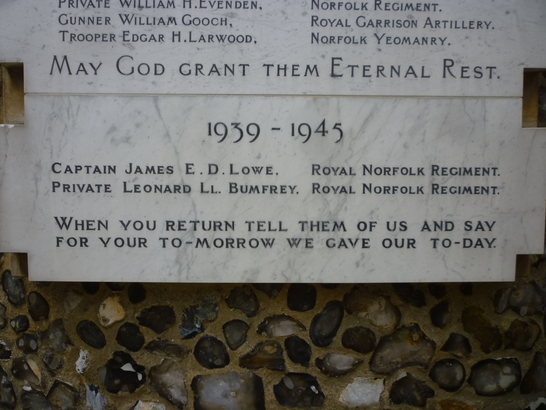 Private William H. Evenden, Norfolk Regiment.
Gunner William Gooch, Royal Garrison Artillery.
Trooper Edgar H. Larwood, Norfolk Yeomanry.
May God grant them Eternal Rest.
1939 - 1945
Captain James E. D. Lowe, Royal Norfolk Regiment.
Private Leonard Ll. Bumfrey, Royal Norfolk Regiment.
When you return tell them of us and say
for your to-morrow we gave our to-day.